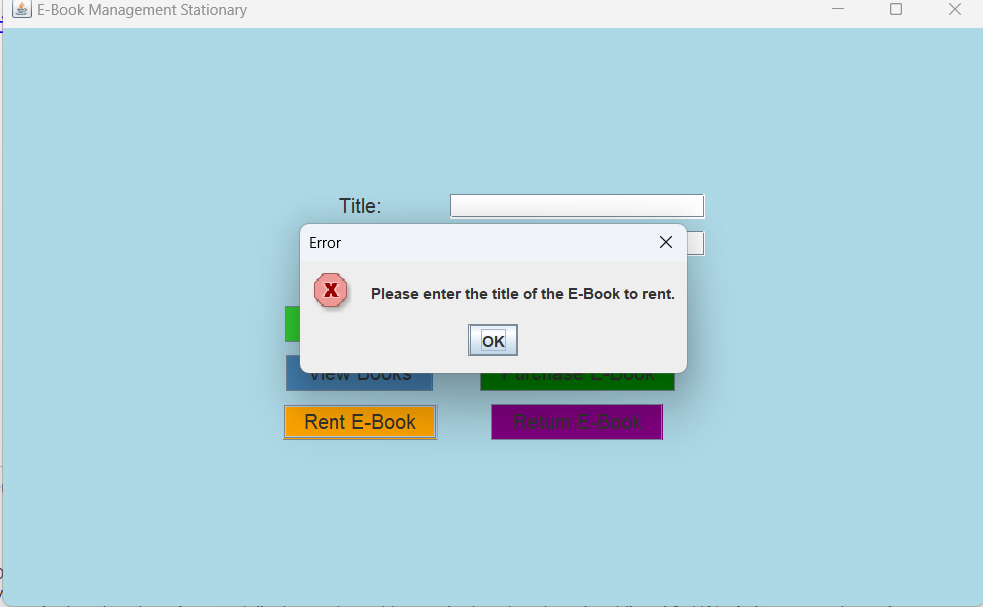 E-Book Management Stationary
Title:
Error
Please enter the title of the E-Book to rent.
OK
View Books
Purchase E-Book
Rent E-Book
Return E-Book